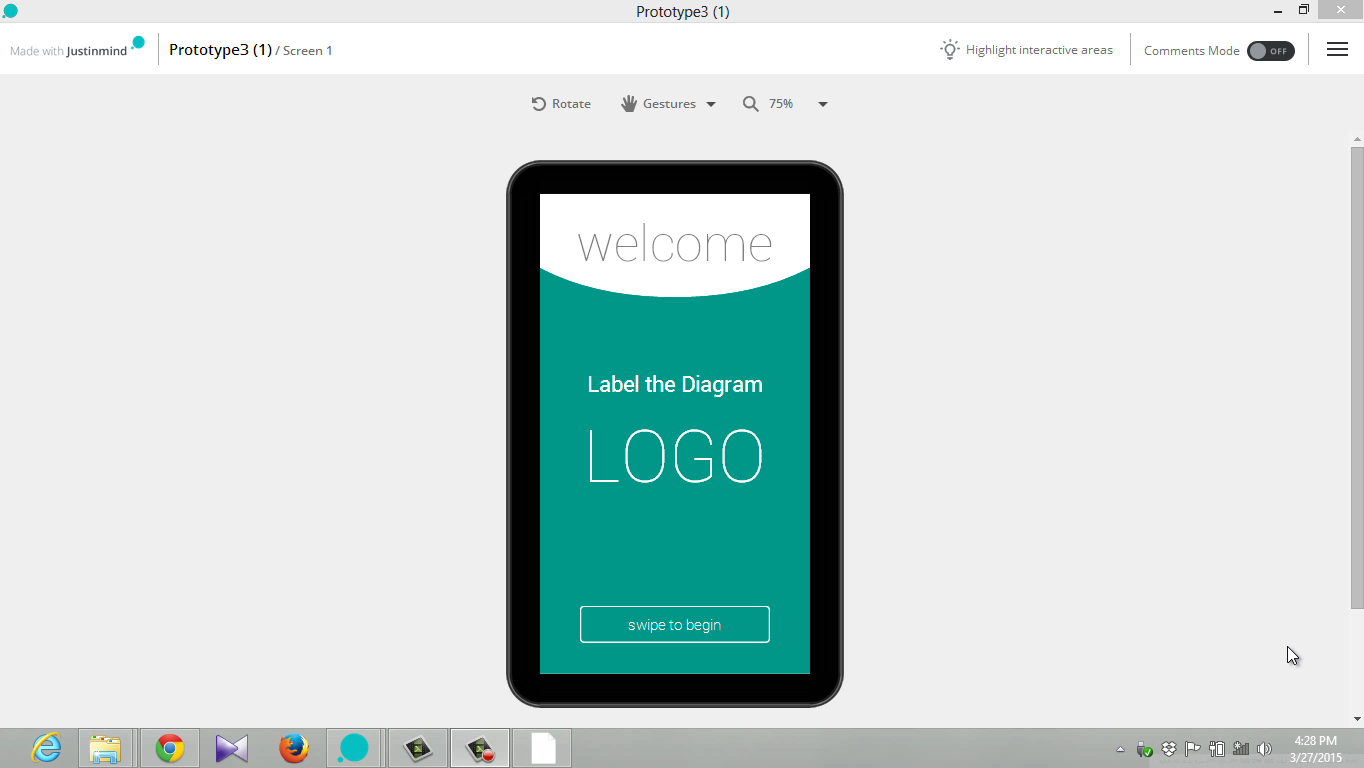 Prototype3 (1)
Made with Justinmind
Prototype3 (1) / Screen 1
Highlight interactive areas
Comments Mode
OFF
Rotate
Gestures
75%
welcome
Label the Diagram
LOGO
swipe to begin
4:28 PM
3/27/2015